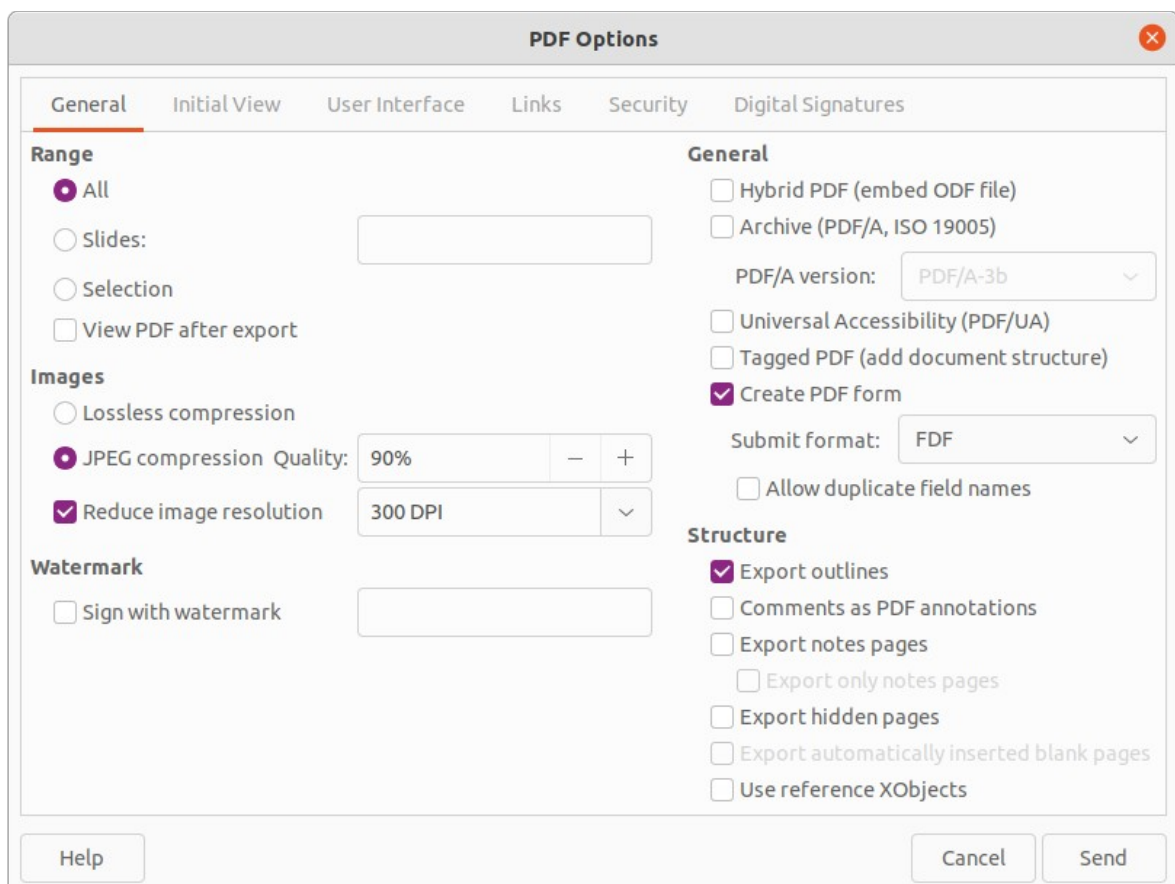 PDF Options
General Initial View User Interface Links Security Digital Signatures
Range
All
Slides:
Selection
View PDF after export
Images
Lossless compression
JPEG compression Quality: 90%
Reduce image resolution 300 DPI
Watermark
Sign with watermark
General
Hybrid PDF (embed ODF file)
Archive (PDF/A, ISO 19005)
PDF/A version: PDF/A-3b
Universal Accessibility (PDF/UA)
Tagged PDF (add document structure)
Create PDF form
Submit format: FDF
Allow duplicate field names
Structure
Export outlines
Comments as PDF annotations
Export notes pages
Export only notes pages
Export hidden pages
Export automatically inserted blank pages
Use reference XObjects
Help Cancel Send